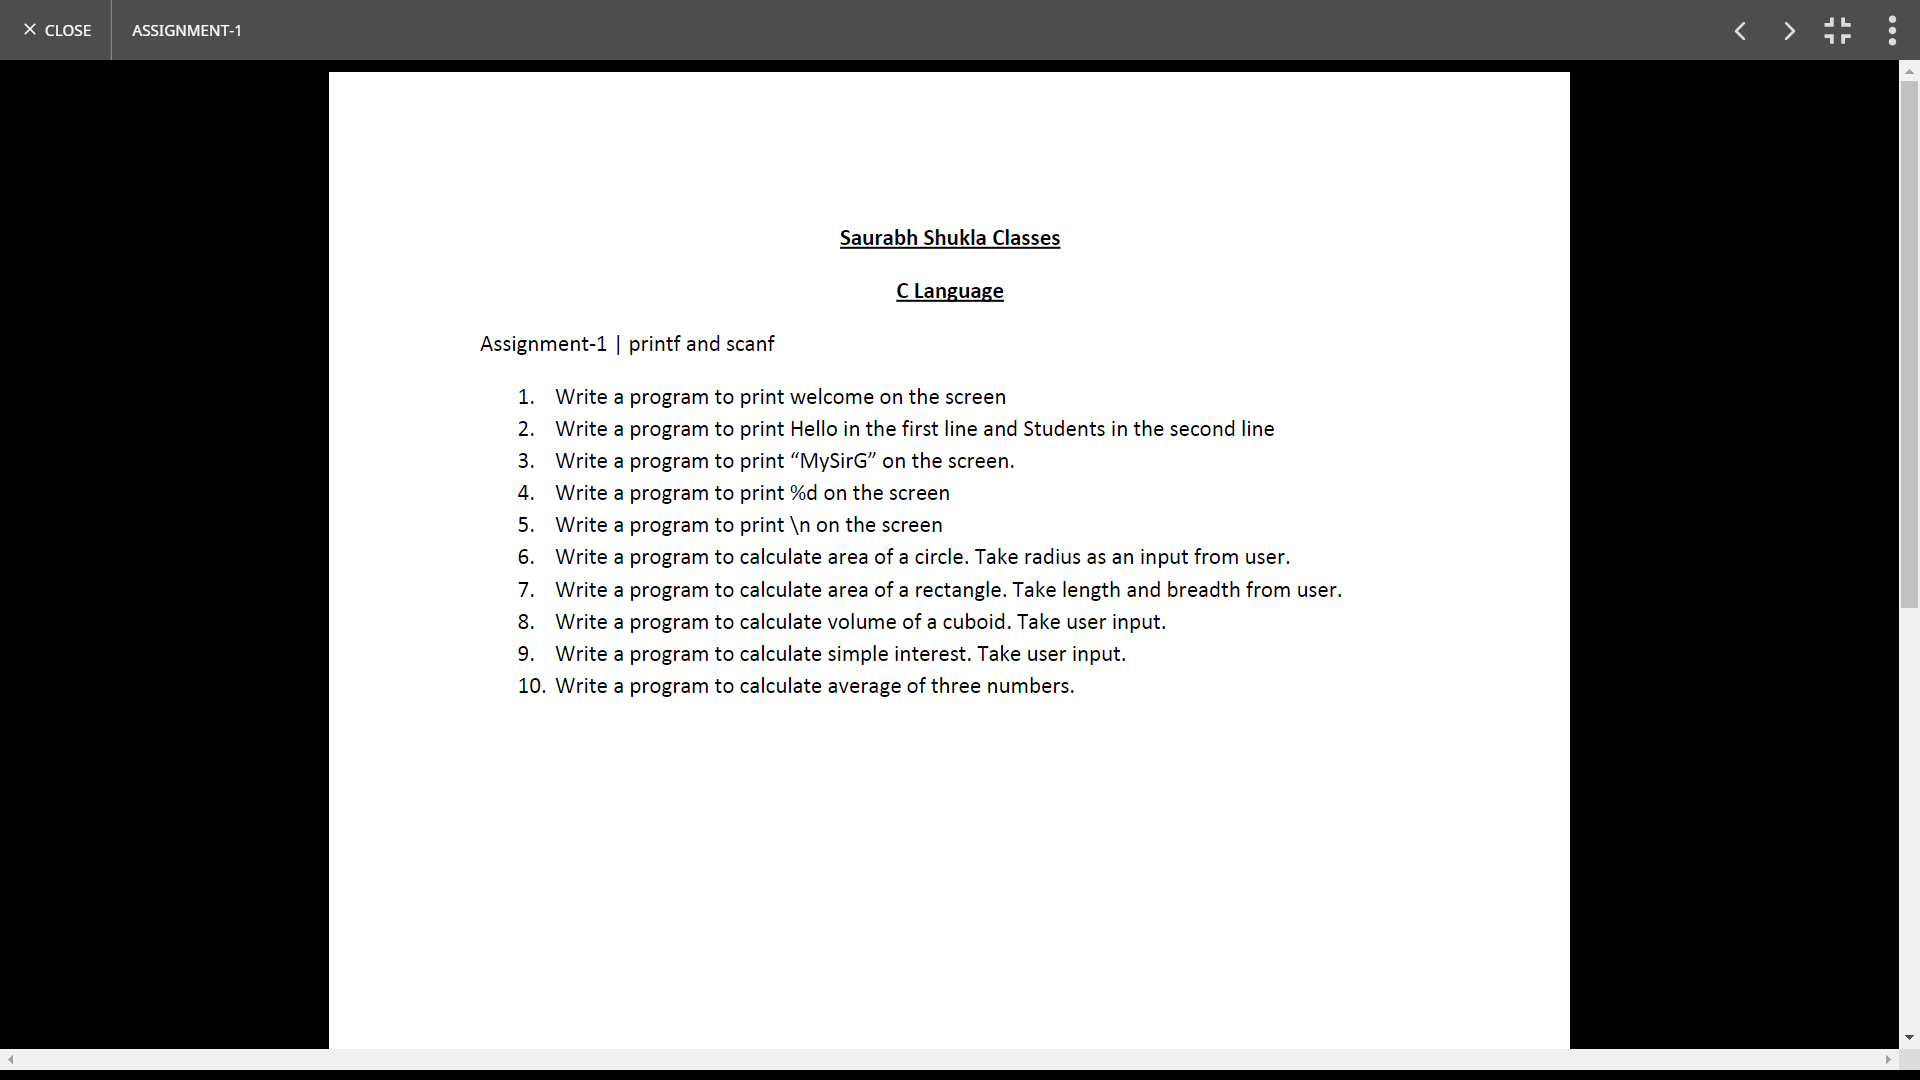 CLOSE
ASSIGNMENT-1
Saurabh Shukla Classes
C Language
Assignment-1 | printf and scanf
1. Write a program to print welcome on the screen
2. Write a program to print Hello in the first line and Students in the second line
3. Write a program to print “MySirG” on the screen.
4. Write a program to print %d on the screen
5. Write a program to print \n on the screen
6. Write a program to calculate area of a circle. Take radius as an input from user.
7. Write a program to calculate area of a rectangle. Take length and breadth from user.
8. Write a program to calculate volume of a cuboid. Take user input.
9. Write a program to calculate simple interest. Take user input.
10. Write a program to calculate average of three numbers.